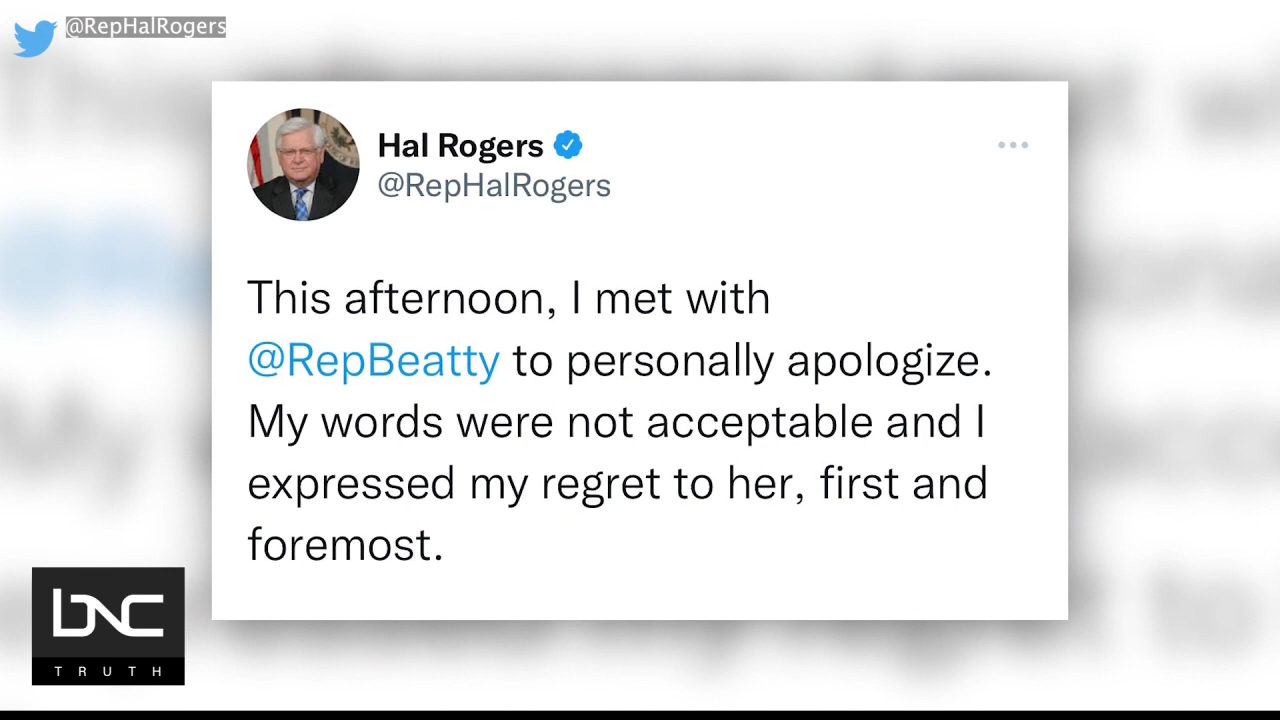 @RepHalRogers
Hal Rogers
@RepHalRogers
This afternoon, I met with
@RepBeatty to personally apologize.
My words were not acceptable and I
expressed my regret to her, first and
foremost.
bnc
TRUTH